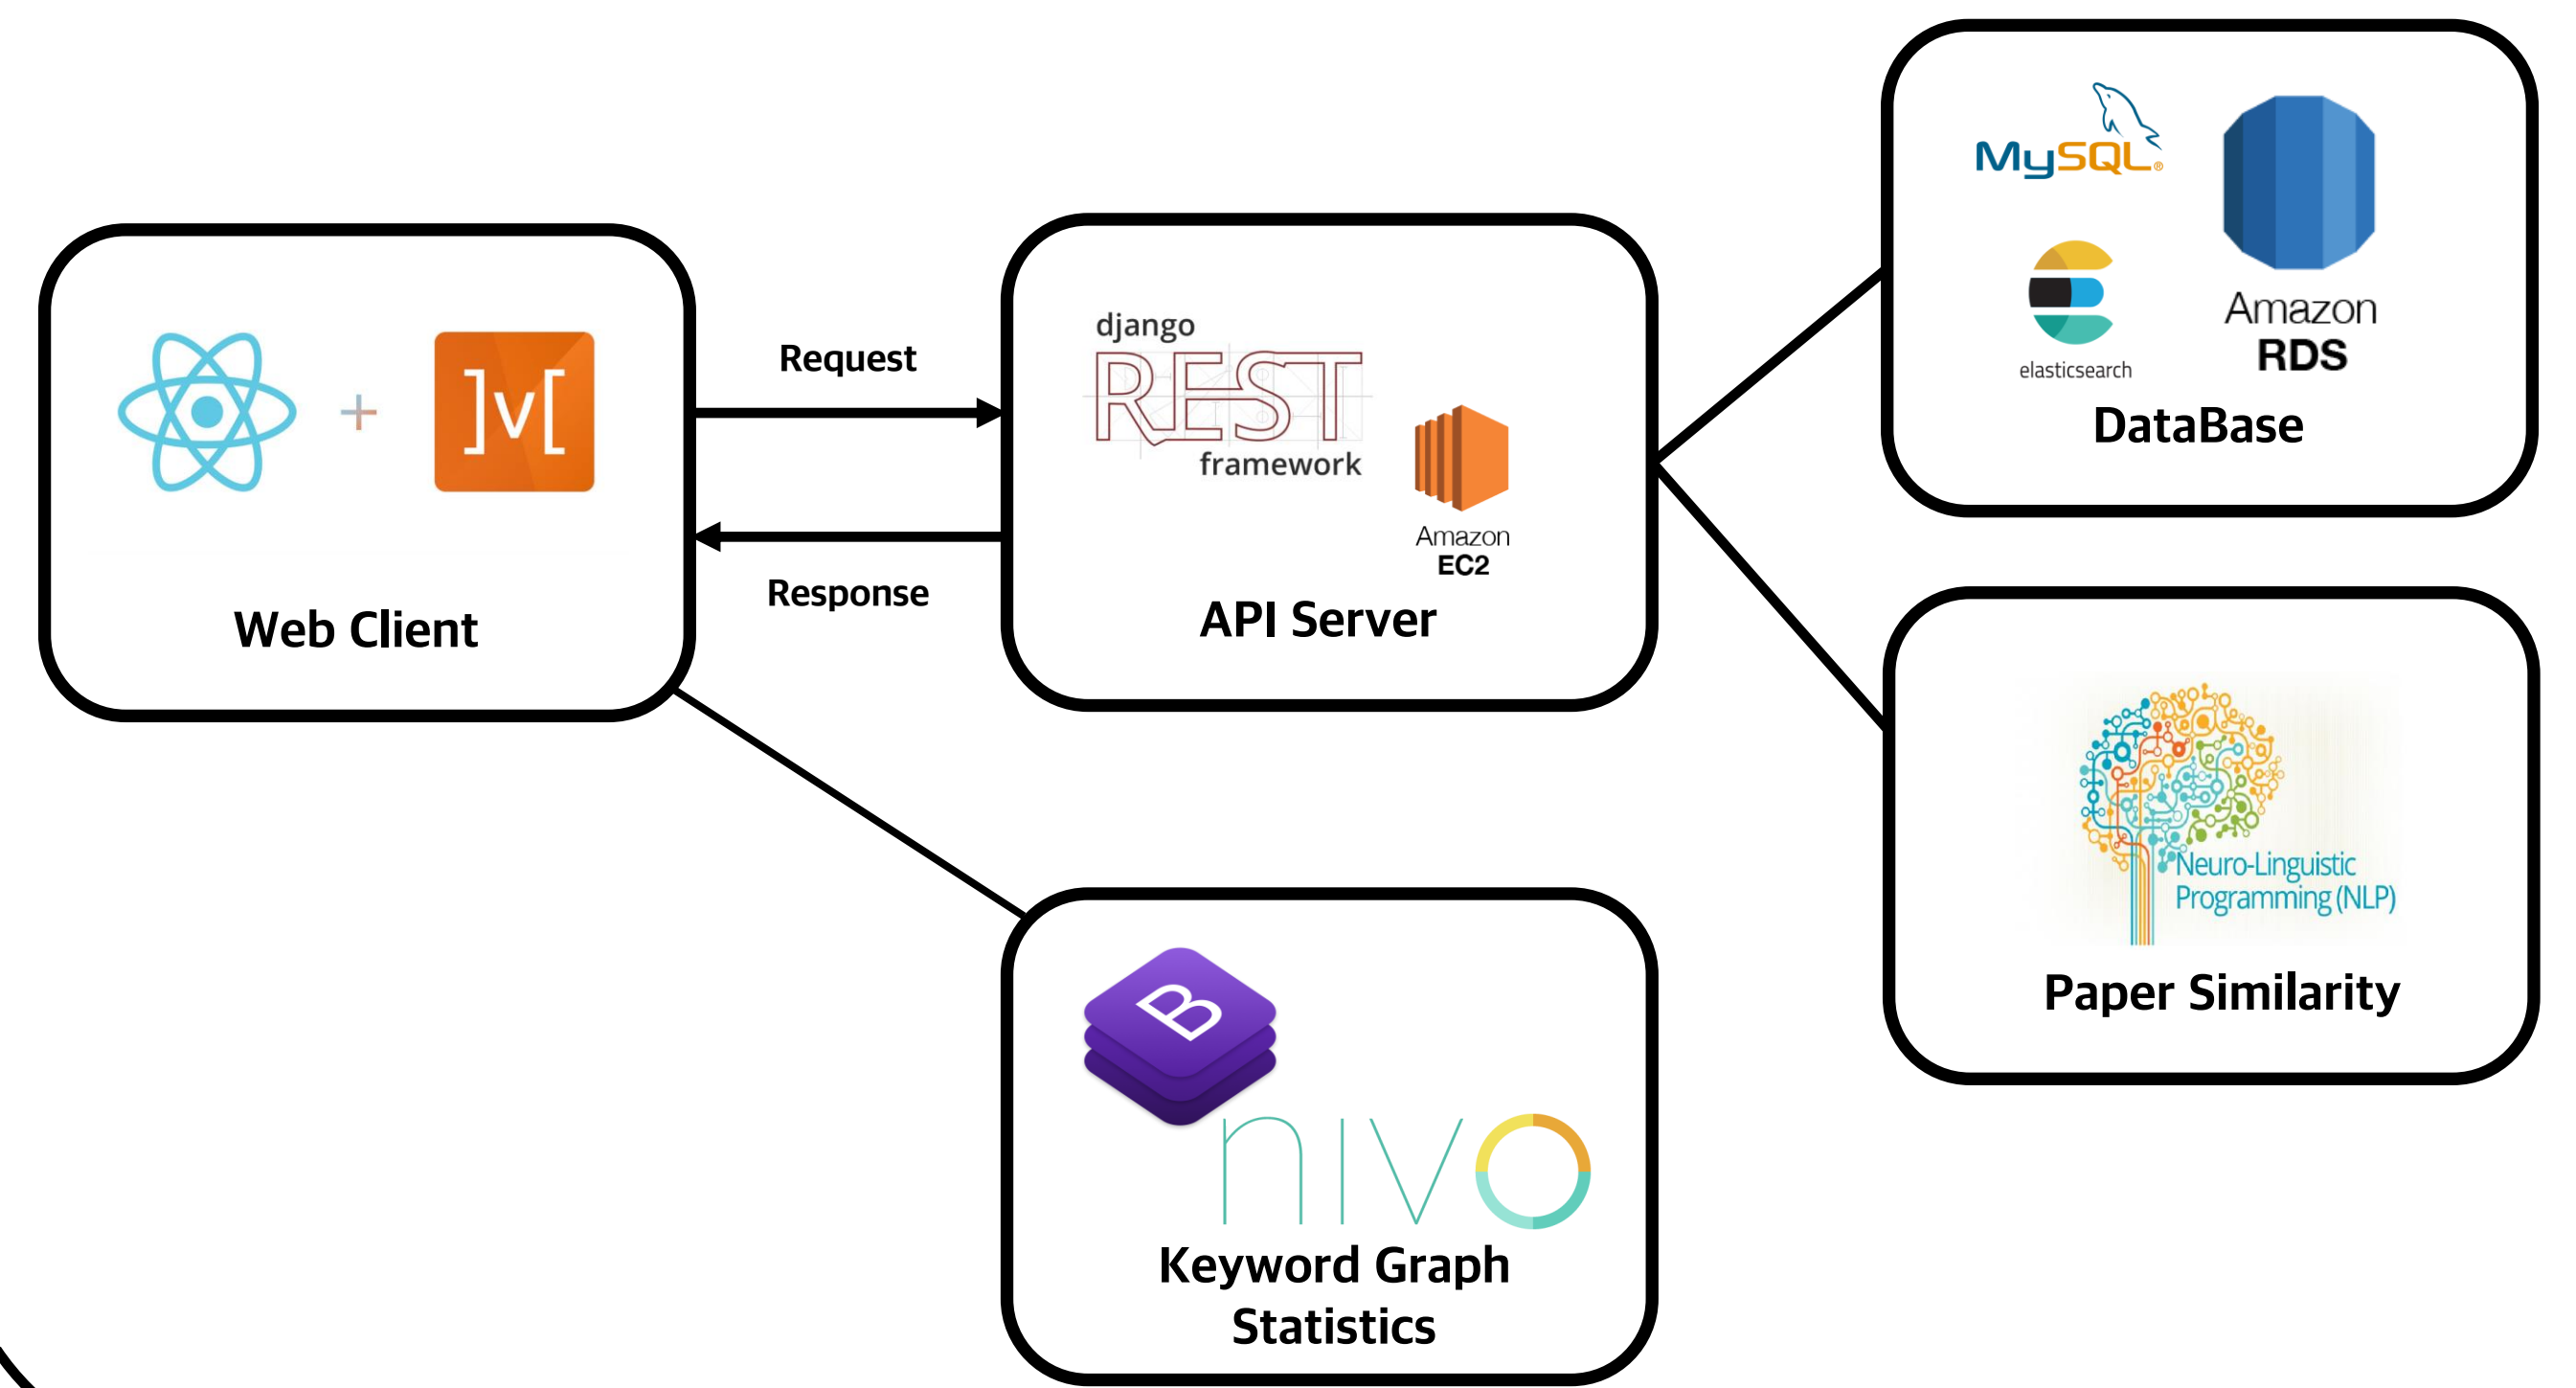 MySQL®
Amazon
RDS
elasticsearch
DataBase
]v[
Web Client
Request
Response
django
REST
framework
Amazon
EC2
API Server
Neuro-Linguistic
Programming (NLP)
Paper Similarity
B
nivo
Keyword Graph
Statistics